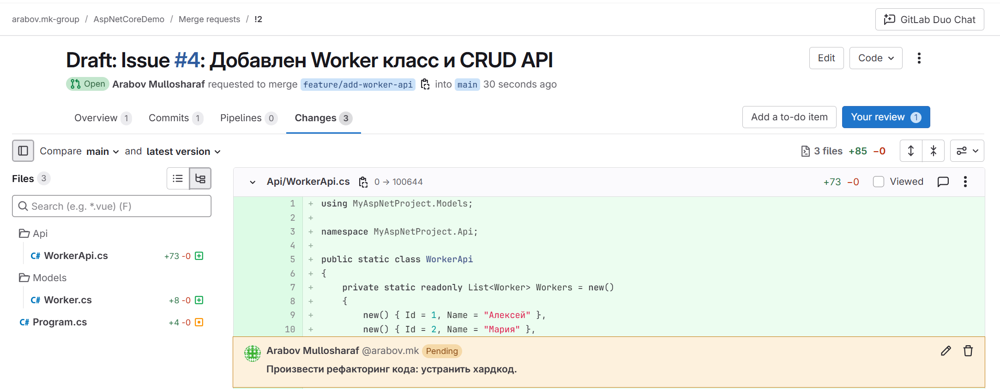 arabov.mk-group / AspNetCoreDemo / Merge requests / !2
GitLab Duo Chat
Draft: Issue #4: Добавлен Worker класс и CRUD API
Edit
Code
Open Arabov Mullosharaf requested to merge feature/add-worker-api into main 30 seconds ago
Overview 1 Commits 1 Pipelines 0 Changes 3
Add a to-do item
Your review 1
Compare main and latest version
3 files +85 −0
Files 3
Search (e.g. *.vue) (F)
Api
C# WorkerApi.cs +73 -0
Models
C# Worker.cs +8 -0
C# Program.cs +4 -0
Api/WorkerApi.cs 0 → 100644
+73 −0 Viewed
1 + using MyAspNetProject.Models;
2 +
3 + namespace MyAspNetProject.Api;
4 +
5 + public static class WorkerApi
6 + {
7 + private static readonly List<Worker> Workers = new()
8 + {
9 + new() { Id = 1, Name = "Алексей" },
10 + new() { Id = 2, Name = "Мария" },
Arabov Mullosharaf @arabov.mk Pending
Произвести рефакторинг кода: устранить хардкод.